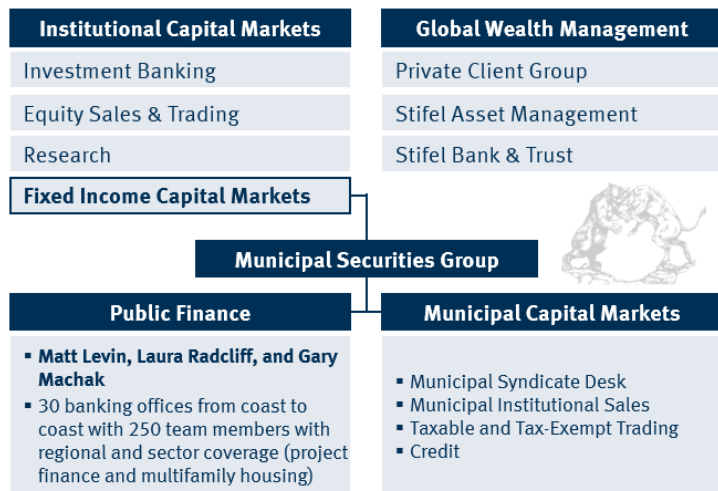 Institutional Capital Markets
Investment Banking
Equity Sales & Trading
Research
Fixed Income Capital Markets
Global Wealth Management
Private Client Group
Stifel Asset Management
Stifel Bank & Trust
Municipal Securities Group
Public Finance
▪ Matt Levin, Laura Radcliff, and Gary
Machak
▪ 30 banking offices from coast to
coast with 250 team members with
regional and sector coverage (project
finance and multifamily housing)
Municipal Capital Markets
▪ Municipal Syndicate Desk
▪ Municipal Institutional Sales
▪ Taxable and Tax-Exempt Trading
▪ Credit